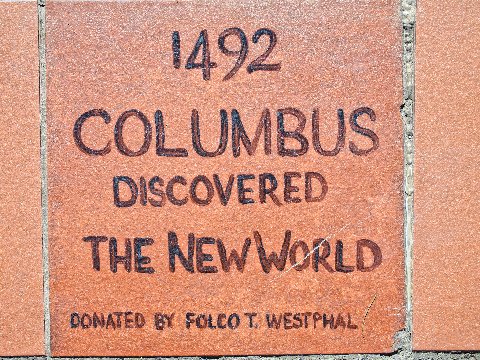 1492
COLUMBUS
DISCOVERED
THE NEW WORLD
DONATED BY FOLCO T. WESTPHAL